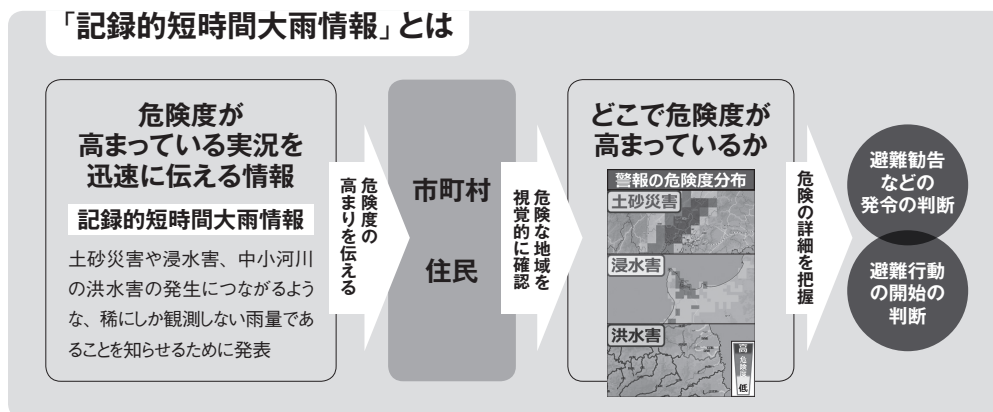 「記録的短時間大雨情報」とは
危険度が
高まっている実況を
迅速に伝える情報
記録的短時間大雨情報
土砂災害や浸水害、中小河川
の洪水害の発生につながるよう
な、稀にしか観測しない雨量であ
ることを知らせるために発表
危険度の
高まりを伝える
市町村
住民
危険な地域を
視覚的に確認
どこで危険度が
高まっているか
警報の危険度分布
土砂災害
浸水害
洪水害
高
危険度
低
危険の詳細を把握
避難勧告
などの
発令の判断
避難行動
の開始の
判断